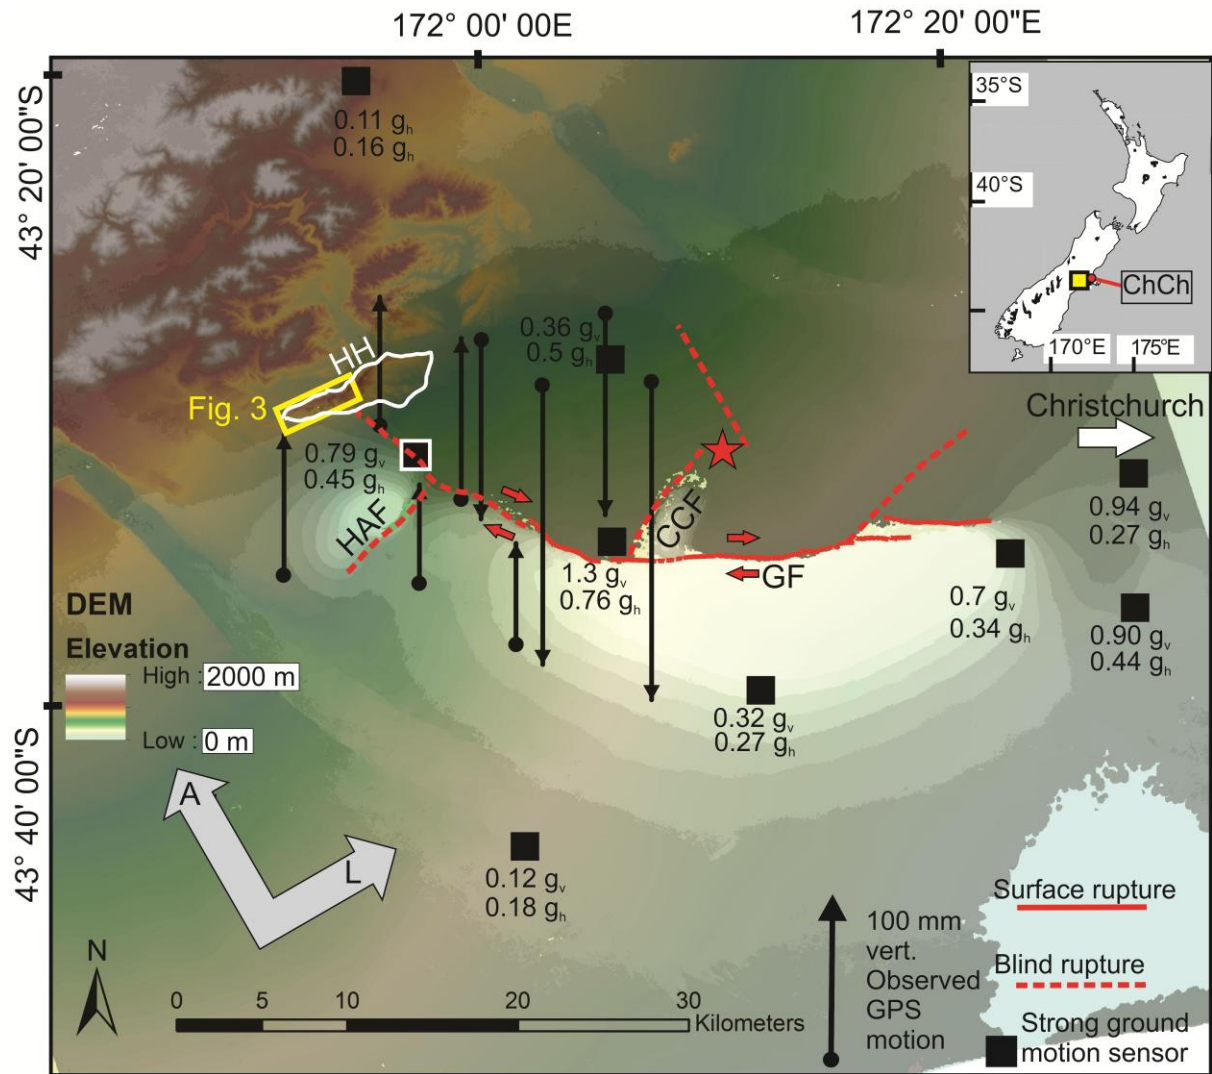 172° 00' 00"E
172° 20' 00"E
43° 20' 00"S
43° 40' 00"S
0.11 gh
0.16 gh
35°S
40°S
ChCh
170°E
175°E
HH
Fig. 3
0.36 gv
0.5 gh
Christchurch
0.79 gv
0.45 gh
HAF
CCF
0.94 gv
0.27 gh
1.3 gv
0.76 gh
GF
0.7 gv
0.34 gh
0.90 gv
0.44 gh
DEM
Elevation
High : 2000 m
Low : 0 m
0.32 gv
0.27 gh
A
L
0.12 gv
0.18 gh
N
0 5 10 20 30
Kilometers
100 mm
vert.
Observed
GPS
motion
Surface rupture
Blind rupture
Strong ground
motion sensor